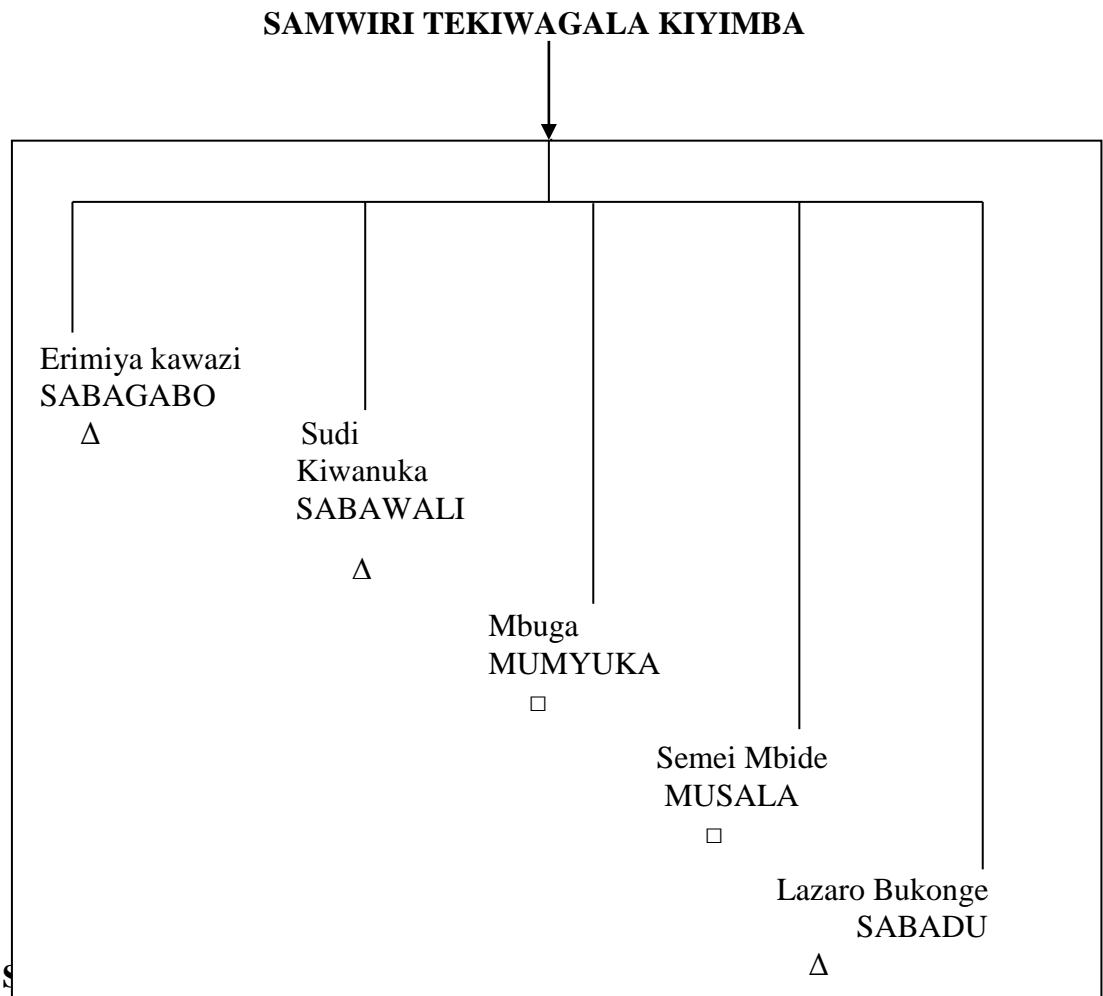 SAMWIRI TEKIWAGALA KIYIMBA
Erimiya kawazi
SABAGABO
Δ
Sudi
Kiwanuka
SABAWALI
Δ
Mbuga
MUMYUKA
□
Semei Mbide
MUSALA
□
Lazaro Bukonge
SABADU
Δ